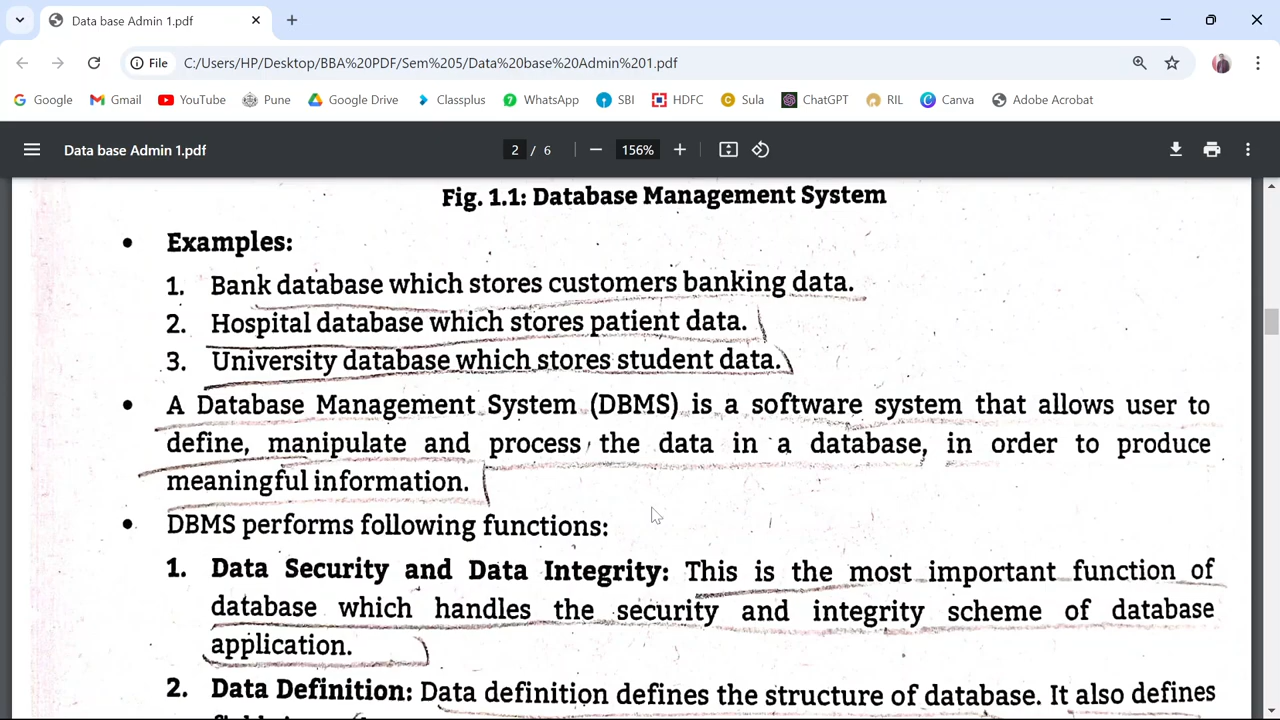 Data base Admin 1.pdf
File
C:/Users/HP/Desktop/BBA%20PDF/Sem%205/Data%20base%20Admin%201.pdf
Google Gmail YouTube Pune Google Drive Classplus WhatsApp SBI HDFC Sula ChatGPT RIL Canva Adobe Acrobat
Data base Admin 1.pdf 2 / 6 156%
Fig. 1.1: Database Management System
• Examples:
1. Bank database which stores customers banking data.
2. Hospital database which stores patient data.
3. University database which stores student data.
• A Database Management System (DBMS) is a software system that allows user to
define, manipulate and process the data in a database, in order to produce
meaningful information.
• DBMS performs following functions:
1. Data Security and Data Integrity: This is the most important function of
database which handles the security and integrity scheme of database
application.
2. Data Definition: Data definition defines the structure of database. It also defines